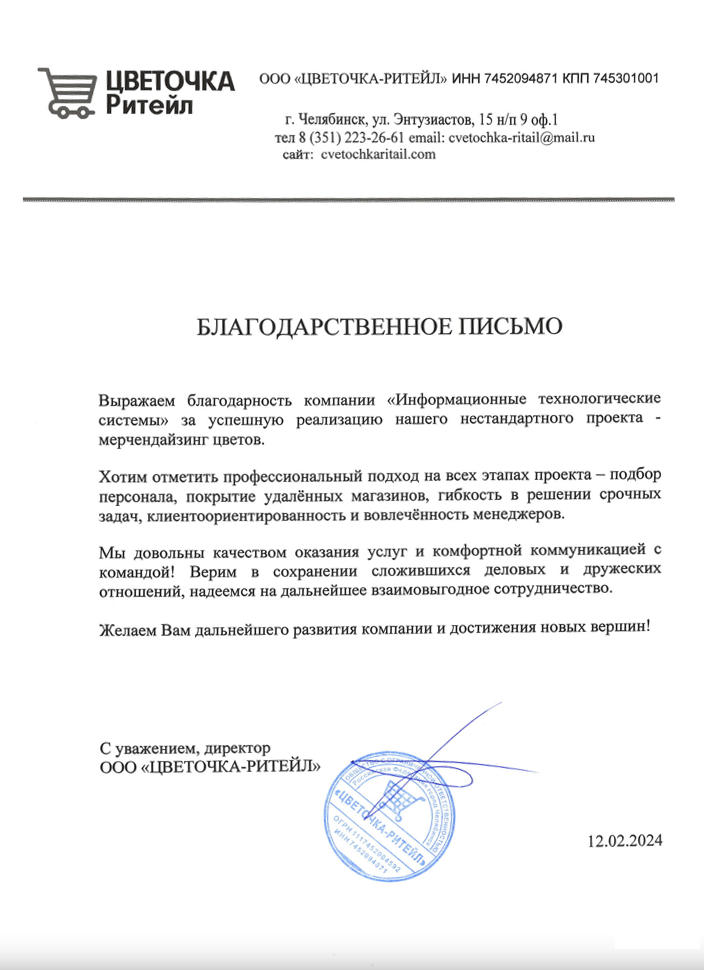 ЦВЕТОЧКА
Ритейл
ООО «ЦВЕТОЧКА-РИТЕЙЛ» ИНН 7452094871 КПП 745301001
г. Челябинск, ул. Энтузиастов, 15 н/п 9 оф.1
тел 8 (351) 223-26-61 email: cvetochka-ritail@mail.ru
сайт: cvetochkaritail.com
БЛАГОДАРСТВЕННОЕ ПИСЬМО
Выражаем благодарность компании «Информационные технологические
системы» за успешную реализацию нашего нестандартного проекта -
мерчендайзинг цветов.
Хотим отметить профессиональный подход на всех этапах проекта – подбор
персонала, покрытие удалённых магазинов, гибкость в решении срочных
задач, клиентоориентированность и вовлечённость менеджеров.
Мы довольны качеством оказания услуг и комфортной коммуникацией с
командой! Верим в сохранении сложившихся деловых и дружеских
отношений, надеемся на дальнейшее взаимовыгодное сотрудничество.
Желаем Вам дальнейшего развития компании и достижения новых вершин!
С уважением, директор
ООО «ЦВЕТОЧКА-РИТЕЙЛ»
«ЦВЕТОЧКА-РИТЕЙЛ»
12.02.2024